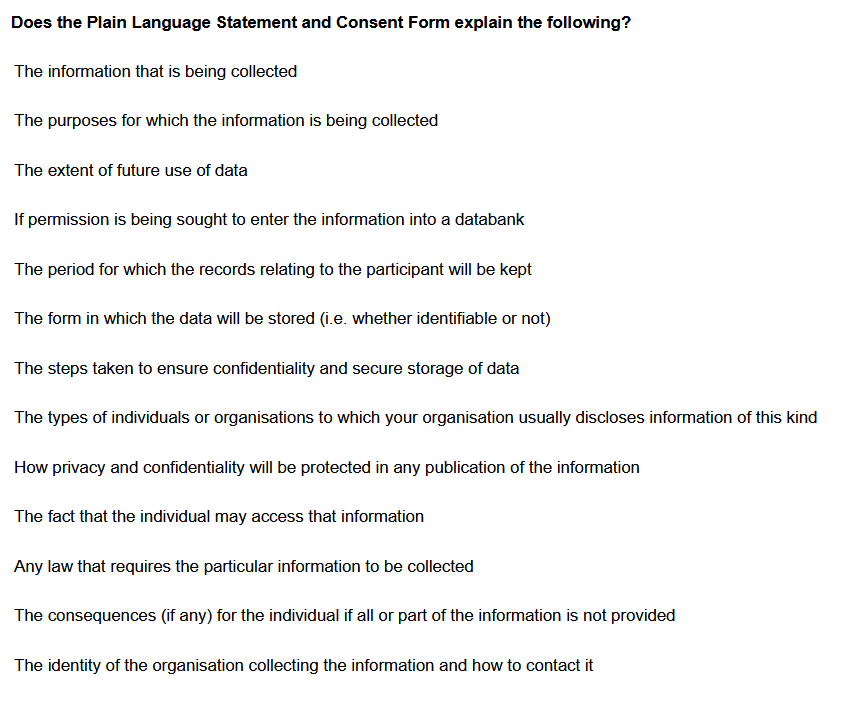 Does the Plain Language Statement and Consent Form explain the following?
The information that is being collected
The purposes for which the information is being collected
The extent of future use of data
If permission is being sought to enter the information into a databank
The period for which the records relating to the participant will be kept
The form in which the data will be stored (i.e. whether identifiable or not)
The steps taken to ensure confidentiality and secure storage of data
The types of individuals or organisations to which your organisation usually discloses information of this kind
How privacy and confidentiality will be protected in any publication of the information
The fact that the individual may access that information
Any law that requires the particular information to be collected
The consequences (if any) for the individual if all or part of the information is not provided
The identity of the organisation collecting the information and how to contact it